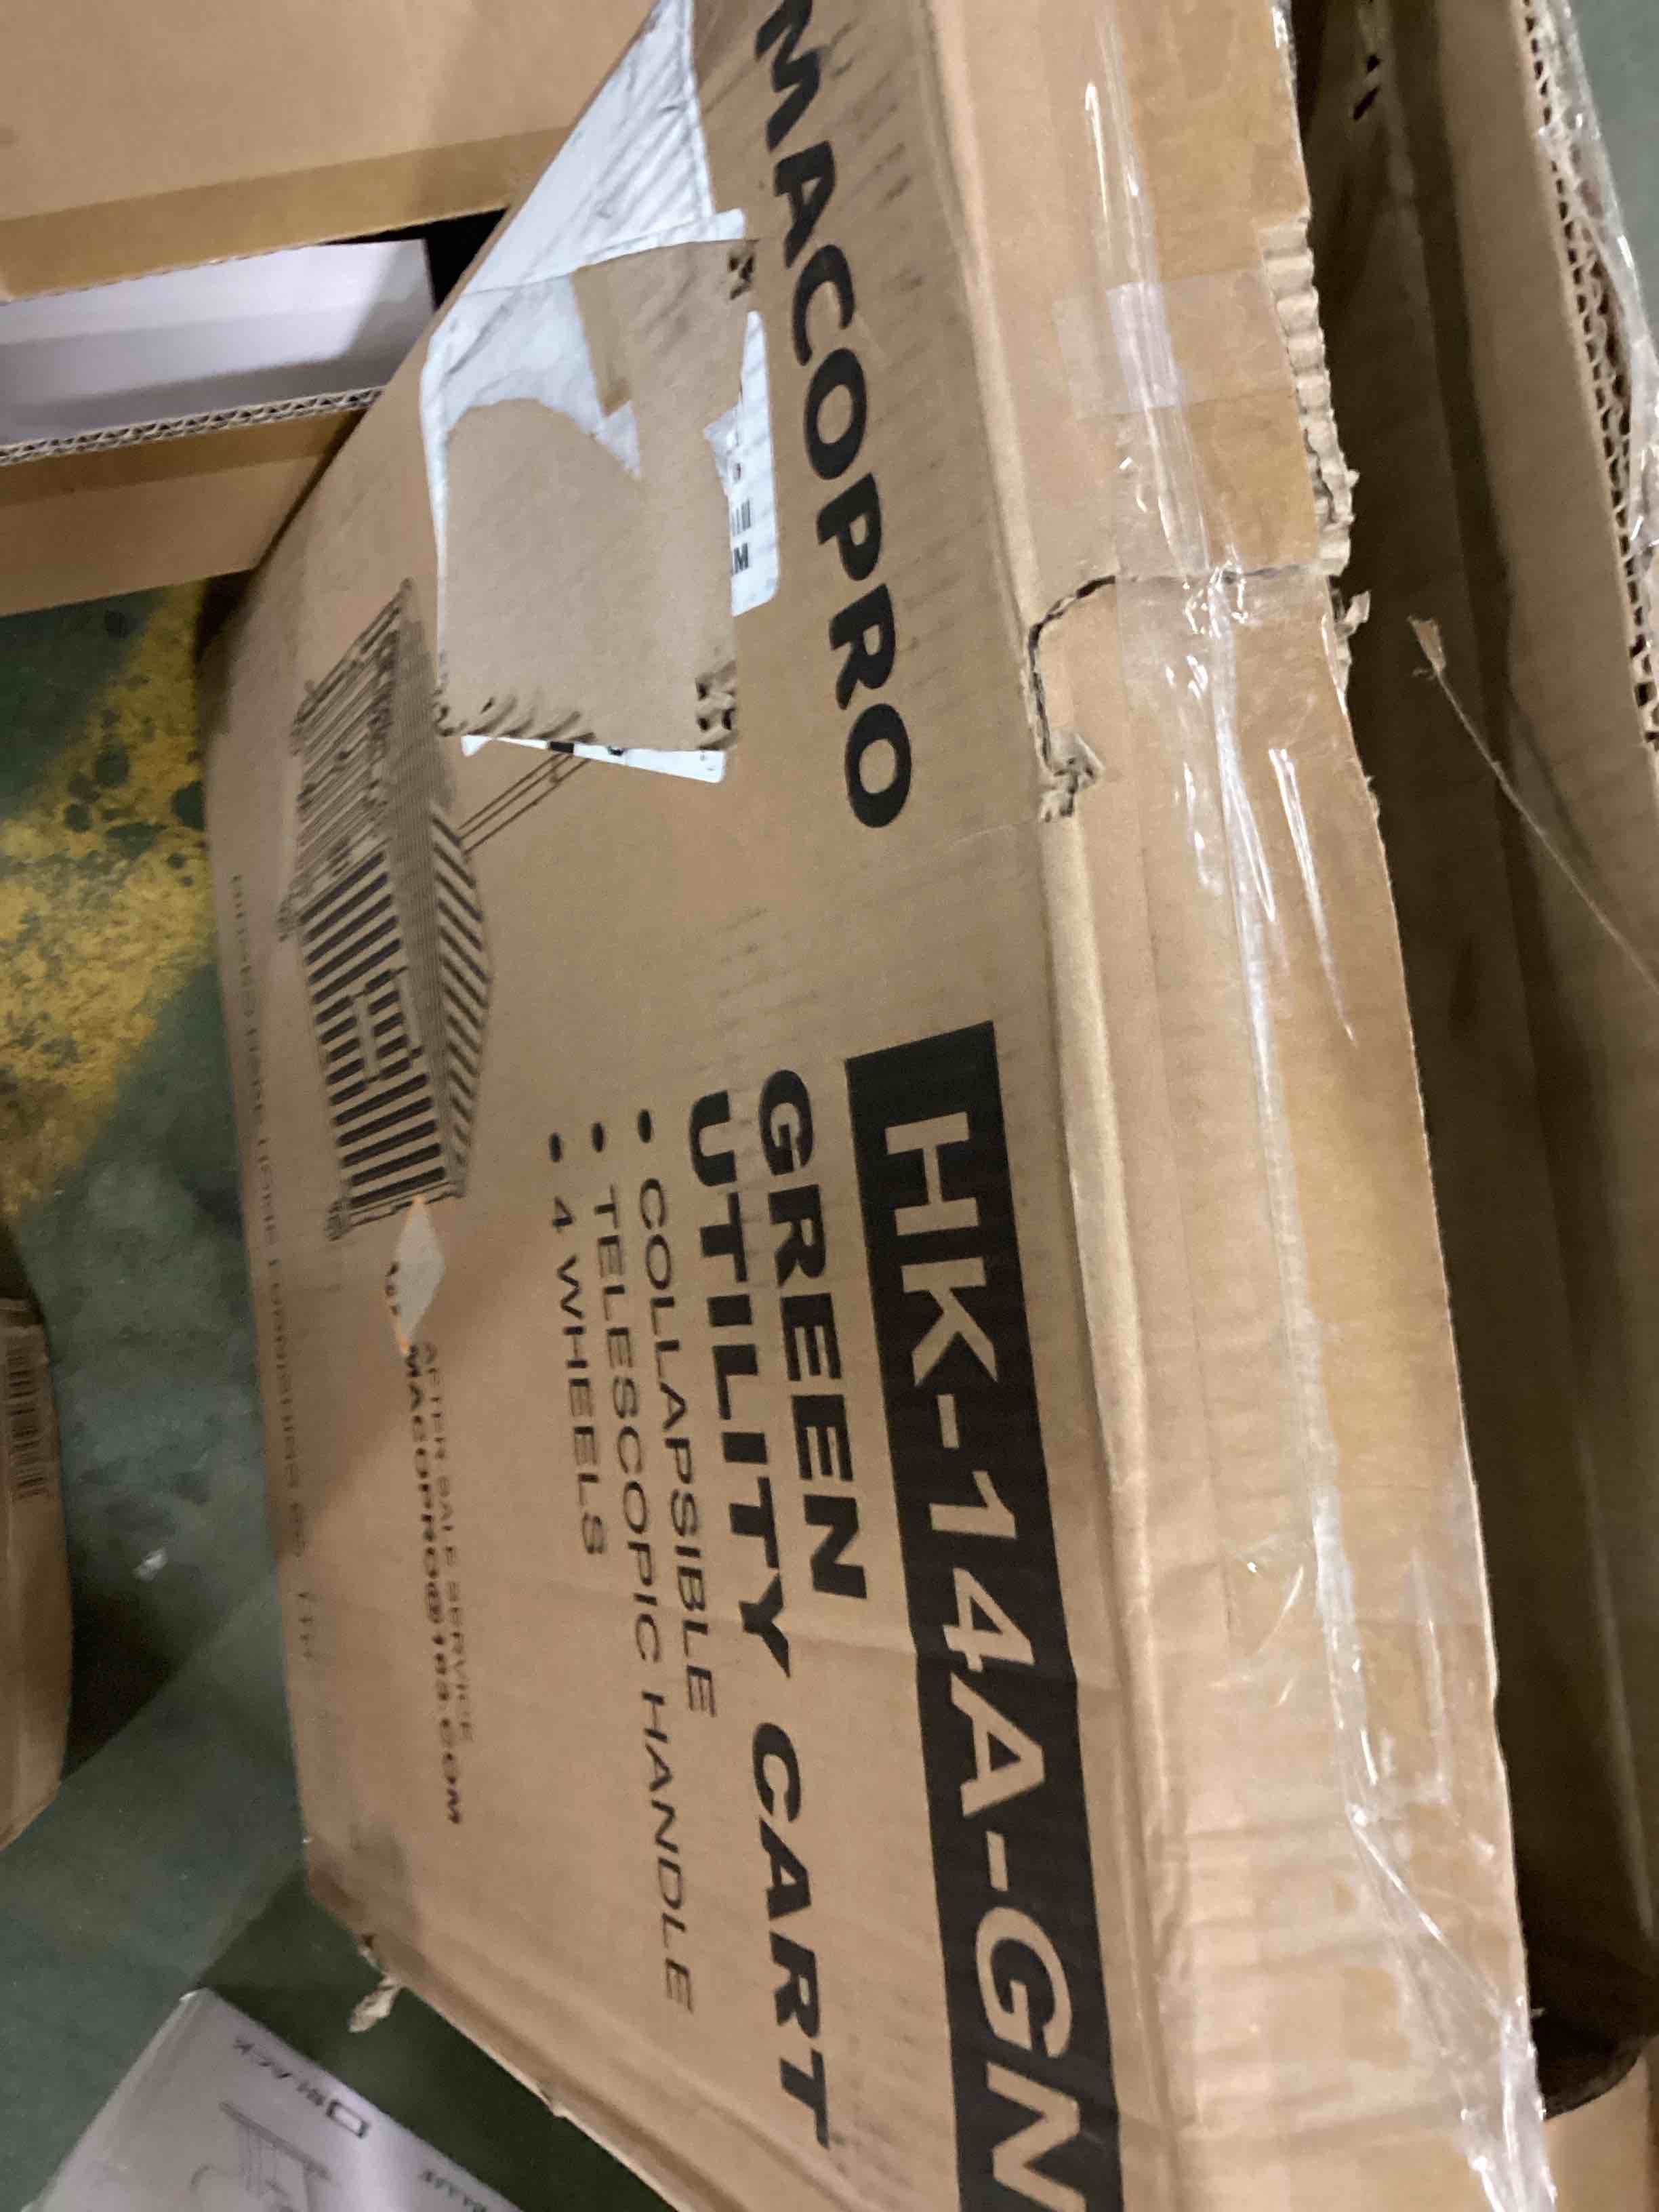 MACOPRO
HK-14A-GN
GREEN
UTILITY CART
• COLLAPSIBLE
• TELESCOPIC HANDLE
• 4 WHEELS
AFTER SALE SERVICE